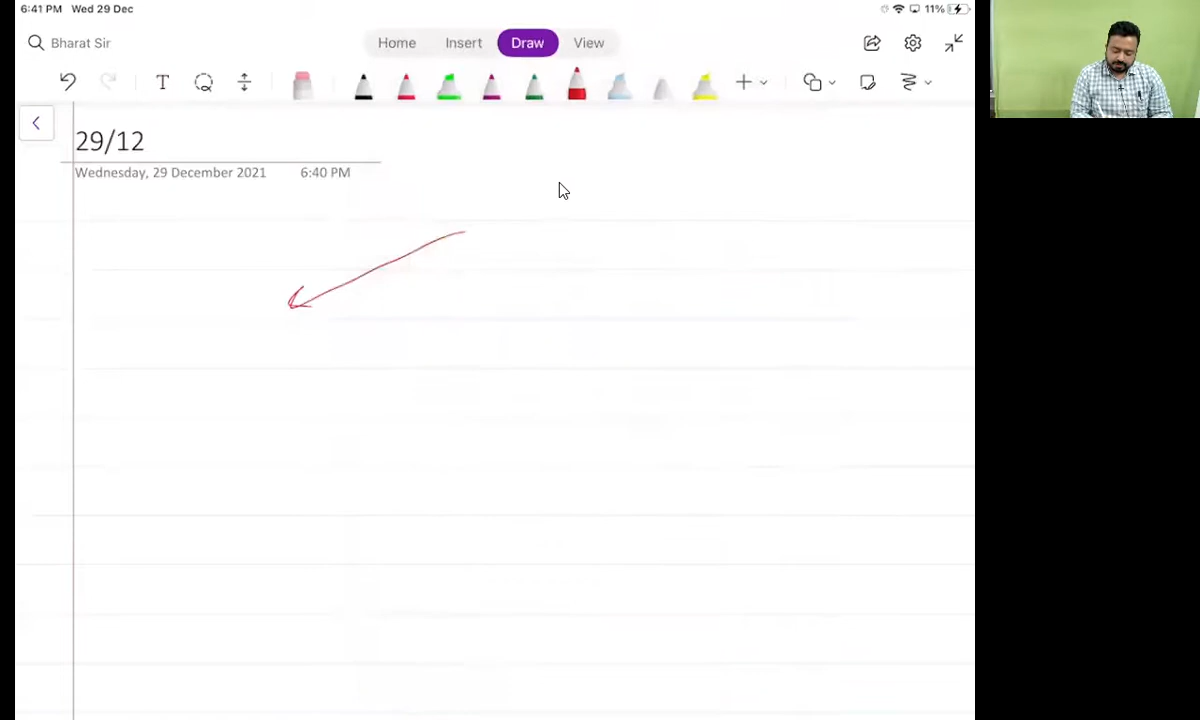 6:41 PM Wed 29 Dec 11%
Bharat Sir Home Insert Draw View
T
29/12
Wednesday, 29 December 2021 6:40 PM